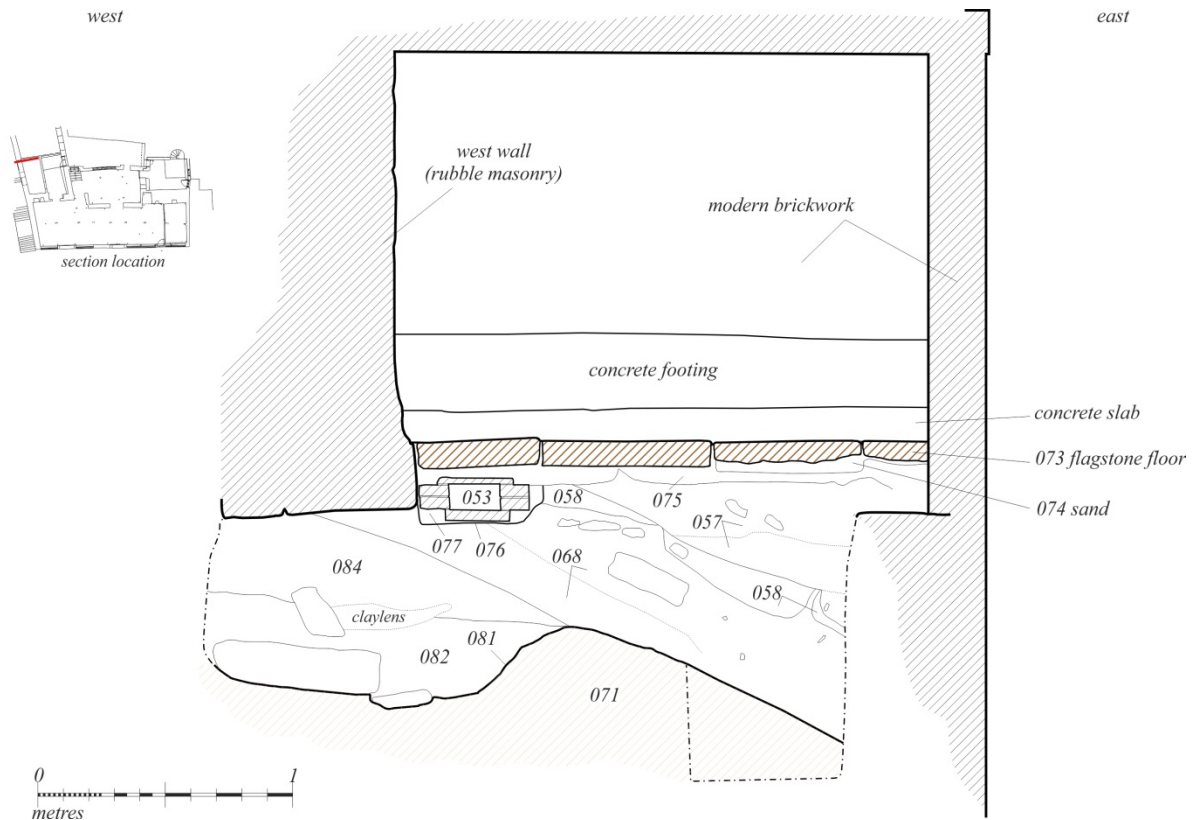 west
east
west wall
(rubble masonry)
modern brickwork
section location
concrete footing
concrete slab
073 flagstone floor
053
058
075
074 sand
057
077
076
068
084
058
claylens
081
082
071
0
1
metres